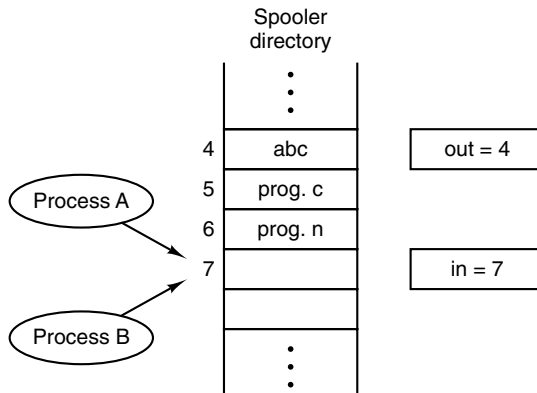 Spooler
directory
4 abc out = 4
5 prog. c
Process A
6 prog. n
7 in = 7
Process B